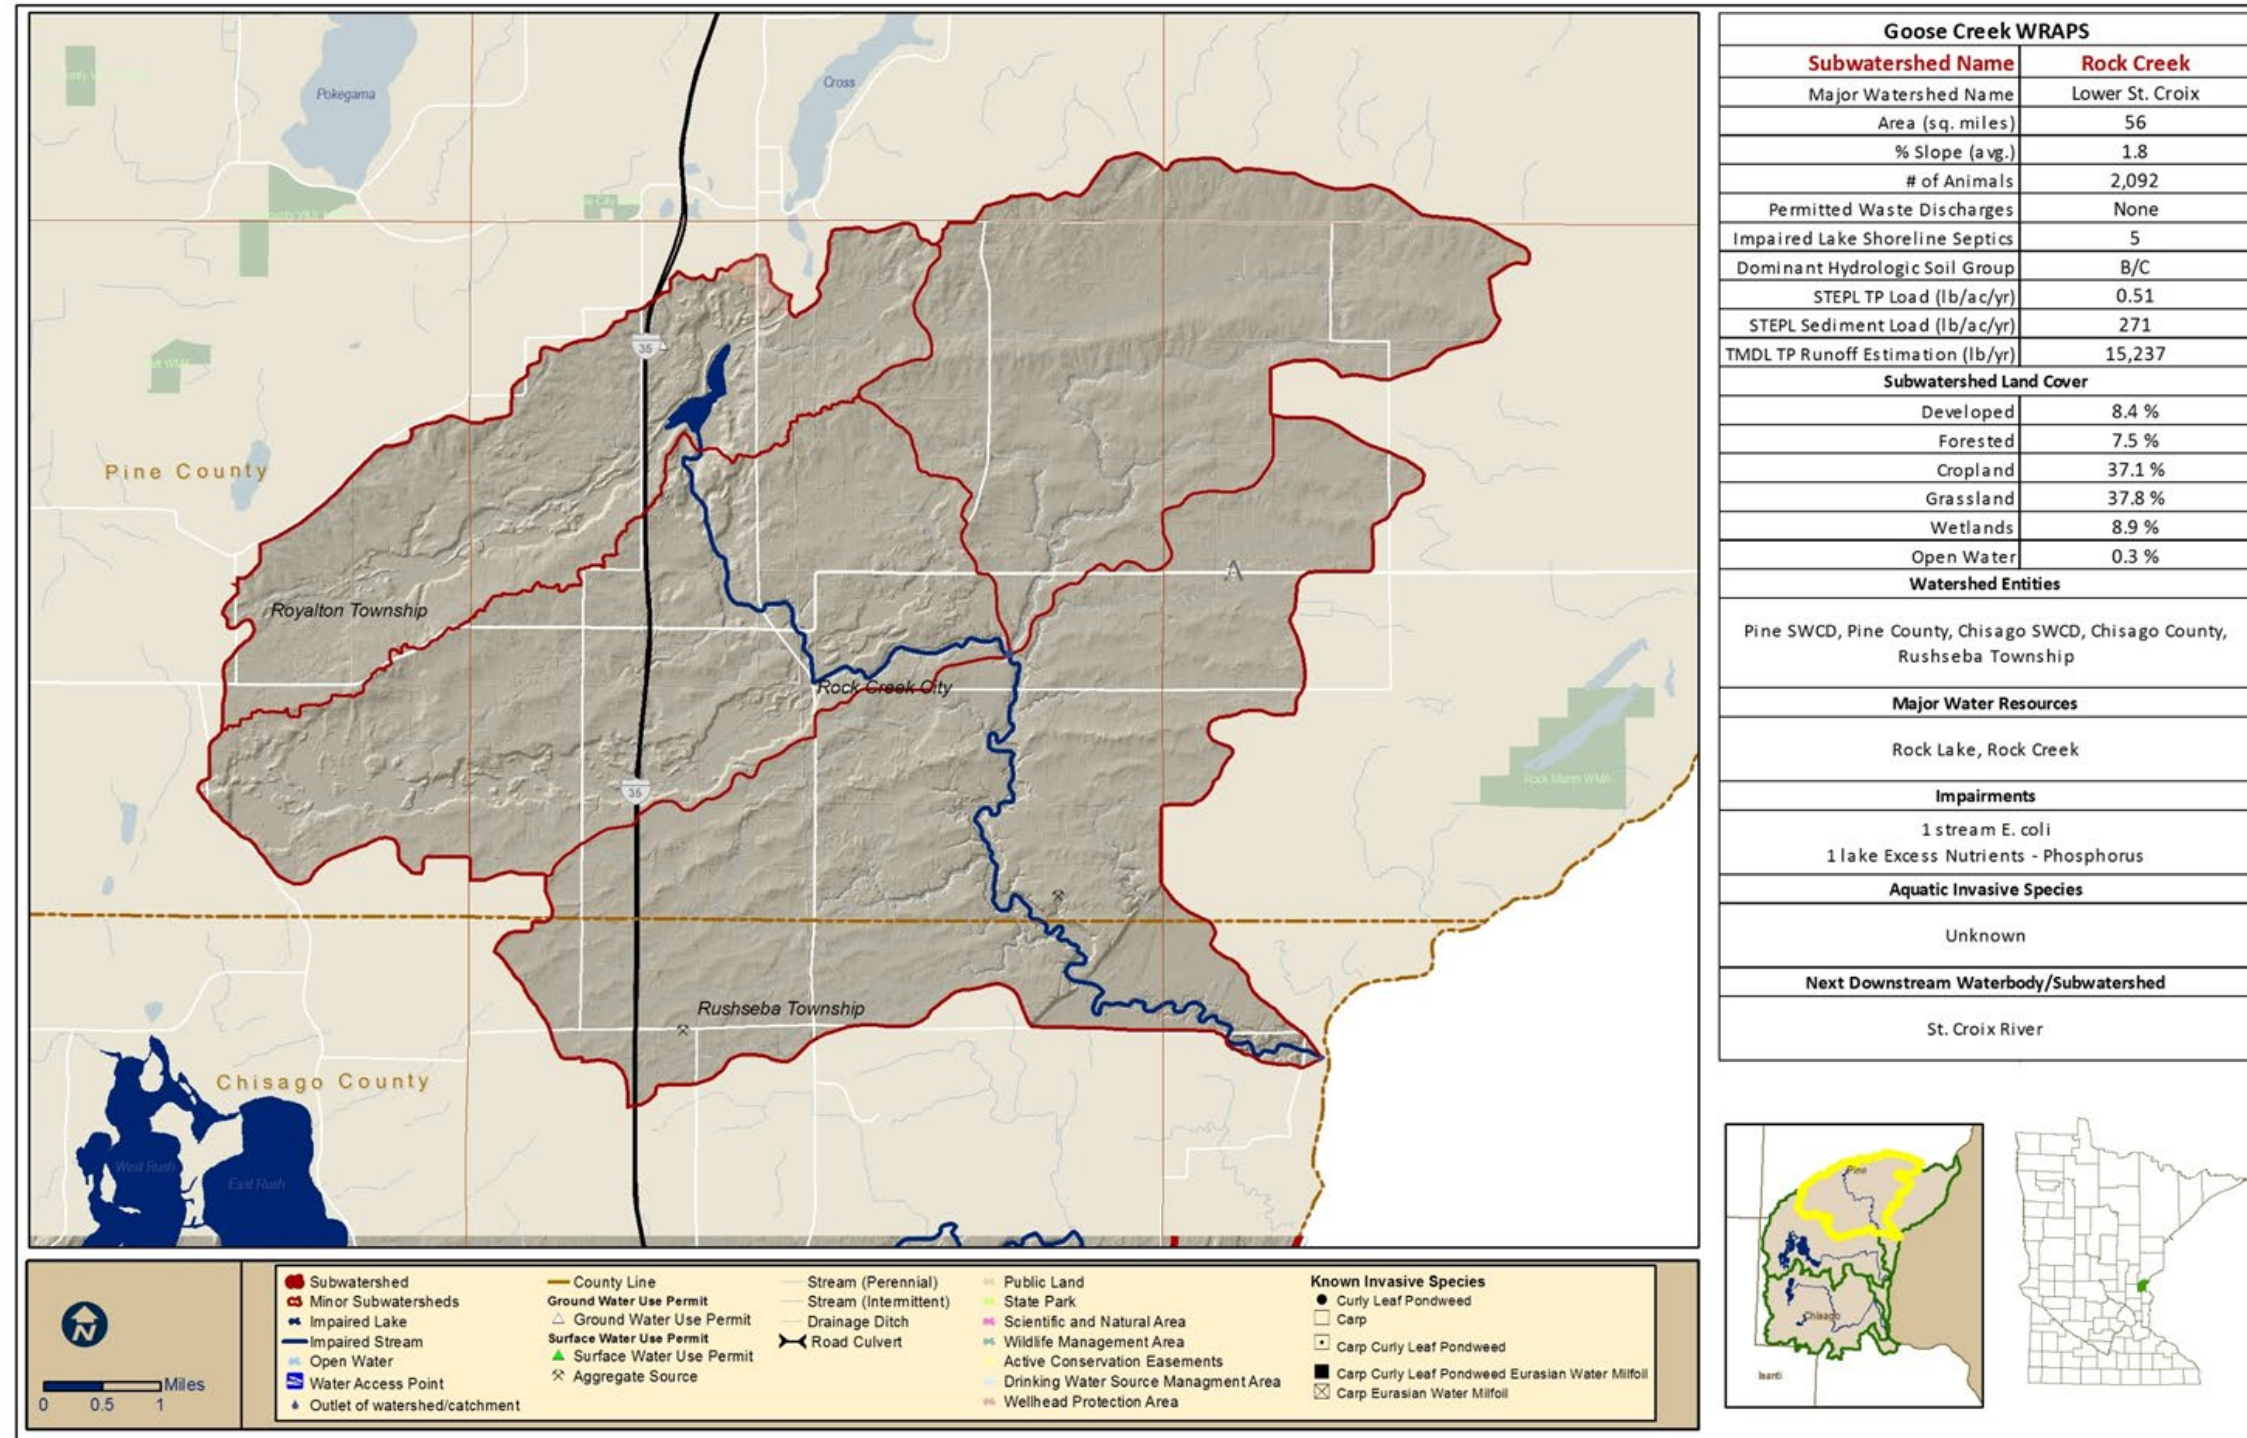 Pokegama
Cross
35
Pine County
Royalton Township
Rock Creek City
35
Rock Marsh WMA
Rushseba Township
Chisago County
West Rush
East Rush
Goose Creek WRAPS
Subwatershed Name Rock Creek
Major Watershed Name Lower St. Croix
Area (sq. miles) 56
% Slope (avg.) 1.8
# of Animals 2,092
Permitted Waste Discharges None
Impaired Lake Shoreline Septics 5
Dominant Hydrologic Soil Group B/C
STEPL TP Load (lb/ac/yr) 0.51
STEPL Sediment Load (lb/ac/yr) 271
TMDL TP Runoff Estimation (lb/yr) 15,237
Subwatershed Land Cover
Developed 8.4 %
Forested 7.5 %
Cropland 37.1 %
Grassland 37.8 %
Wetlands 8.9 %
Open Water 0.3 %
Watershed Entities
Pine SWCD, Pine County, Chisago SWCD, Chisago County,
Rushseba Township
Major Water Resources
Rock Lake, Rock Creek
Impairments
1 stream E. coli
1 lake Excess Nutrients - Phosphorus
Aquatic Invasive Species
Unknown
Next Downstream Waterbody/Subwatershed
St. Croix River
N
Miles
0 0.5 1
Subwatershed
Minor Subwatersheds
Impaired Lake
Impaired Stream
Open Water
Water Access Point
Outlet of watershed/catchment
County Line
Ground Water Use Permit
Ground Water Use Permit
Surface Water Use Permit
Surface Water Use Permit
Aggregate Source
Stream (Perennial)
Stream (Intermittent)
Drainage Ditch
Road Culvert
Public Land
State Park
Scientific and Natural Area
Wildlife Management Area
Active Conservation Easements
Drinking Water Source Managment Area
Wellhead Protection Area
Known Invasive Species
Curly Leaf Pondweed
Carp
Carp Curly Leaf Pondweed
Carp Curly Leaf Pondweed Eurasian Water Milfoil
Carp Eurasian Water Milfoil
Pine
Chisago
Isanti